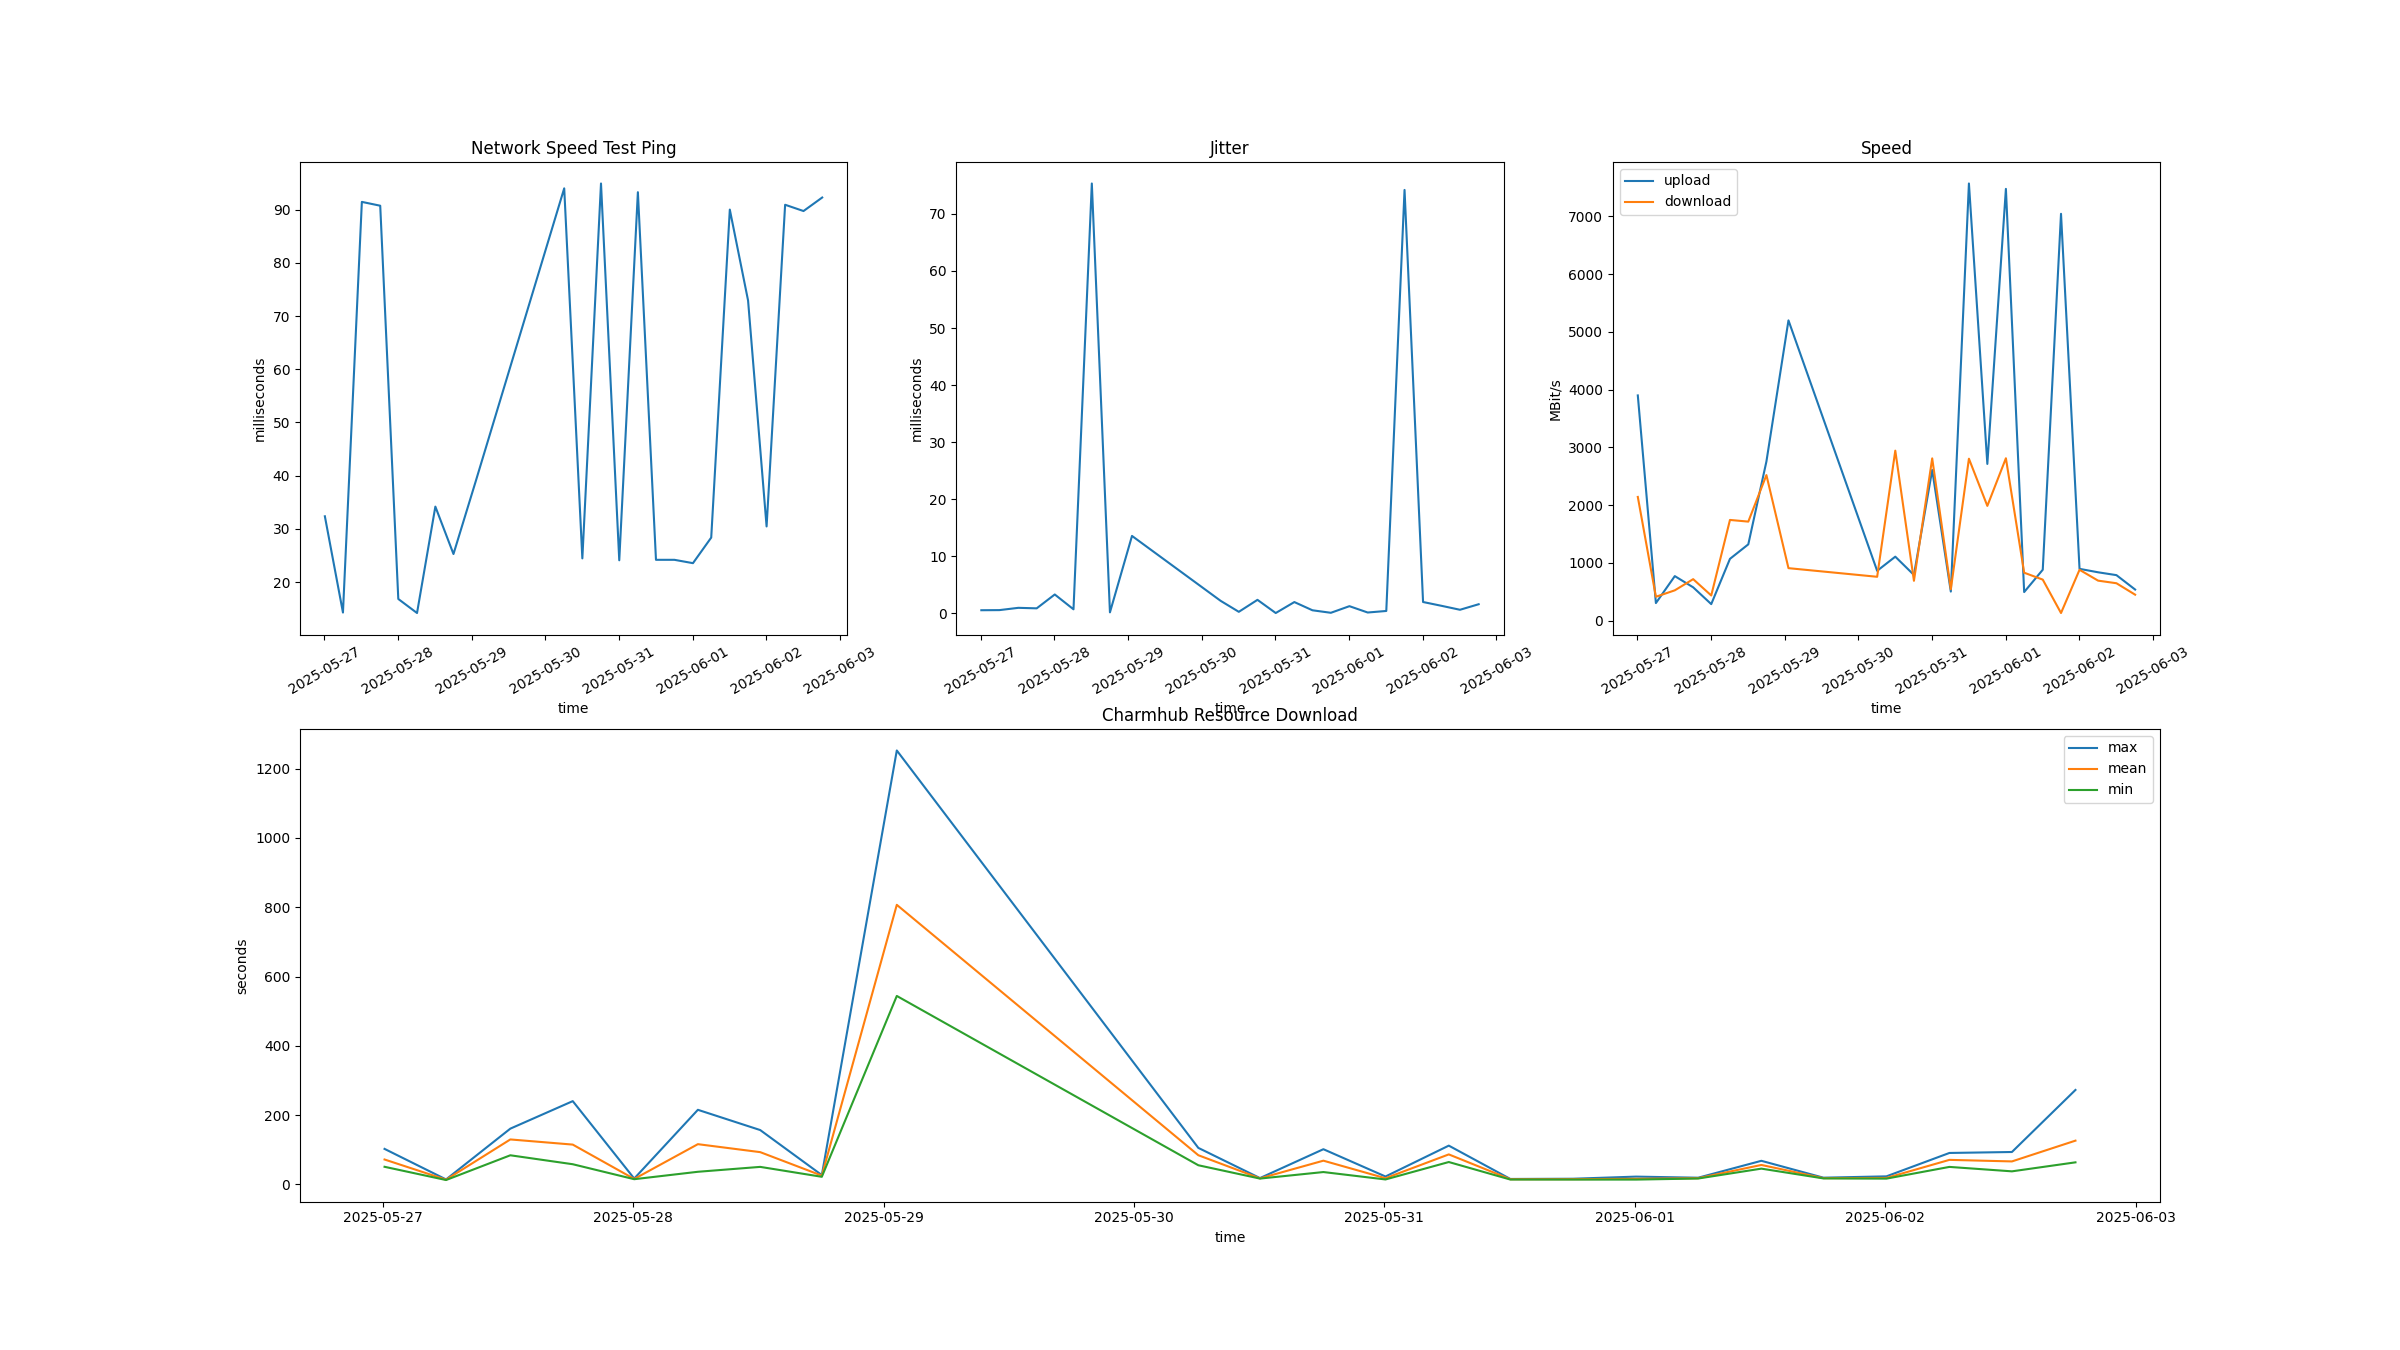 Network Speed Test Ping
milliseconds
90
80
70
60
50
40
30
20
2025-05-27 2025-05-28 2025-05-29 2025-05-30 2025-05-31 2025-06-01 2025-06-02 2025-06-03
time
Jitter
milliseconds
70
60
50
40
30
20
10
0
2025-05-27 2025-05-28 2025-05-29 2025-05-30 2025-05-31 2025-06-01 2025-06-02 2025-06-03
time
Speed
upload
download
MBit/s
7000
6000
5000
4000
3000
2000
1000
0
2025-05-27 2025-05-28 2025-05-29 2025-05-30 2025-05-31 2025-06-01 2025-06-02 2025-06-03
time
Charmhub Resource Download
max
mean
min
seconds
1200
1000
800
600
400
200
0
2025-05-27 2025-05-28 2025-05-29 2025-05-30 2025-05-31 2025-06-01 2025-06-02 2025-06-03
time